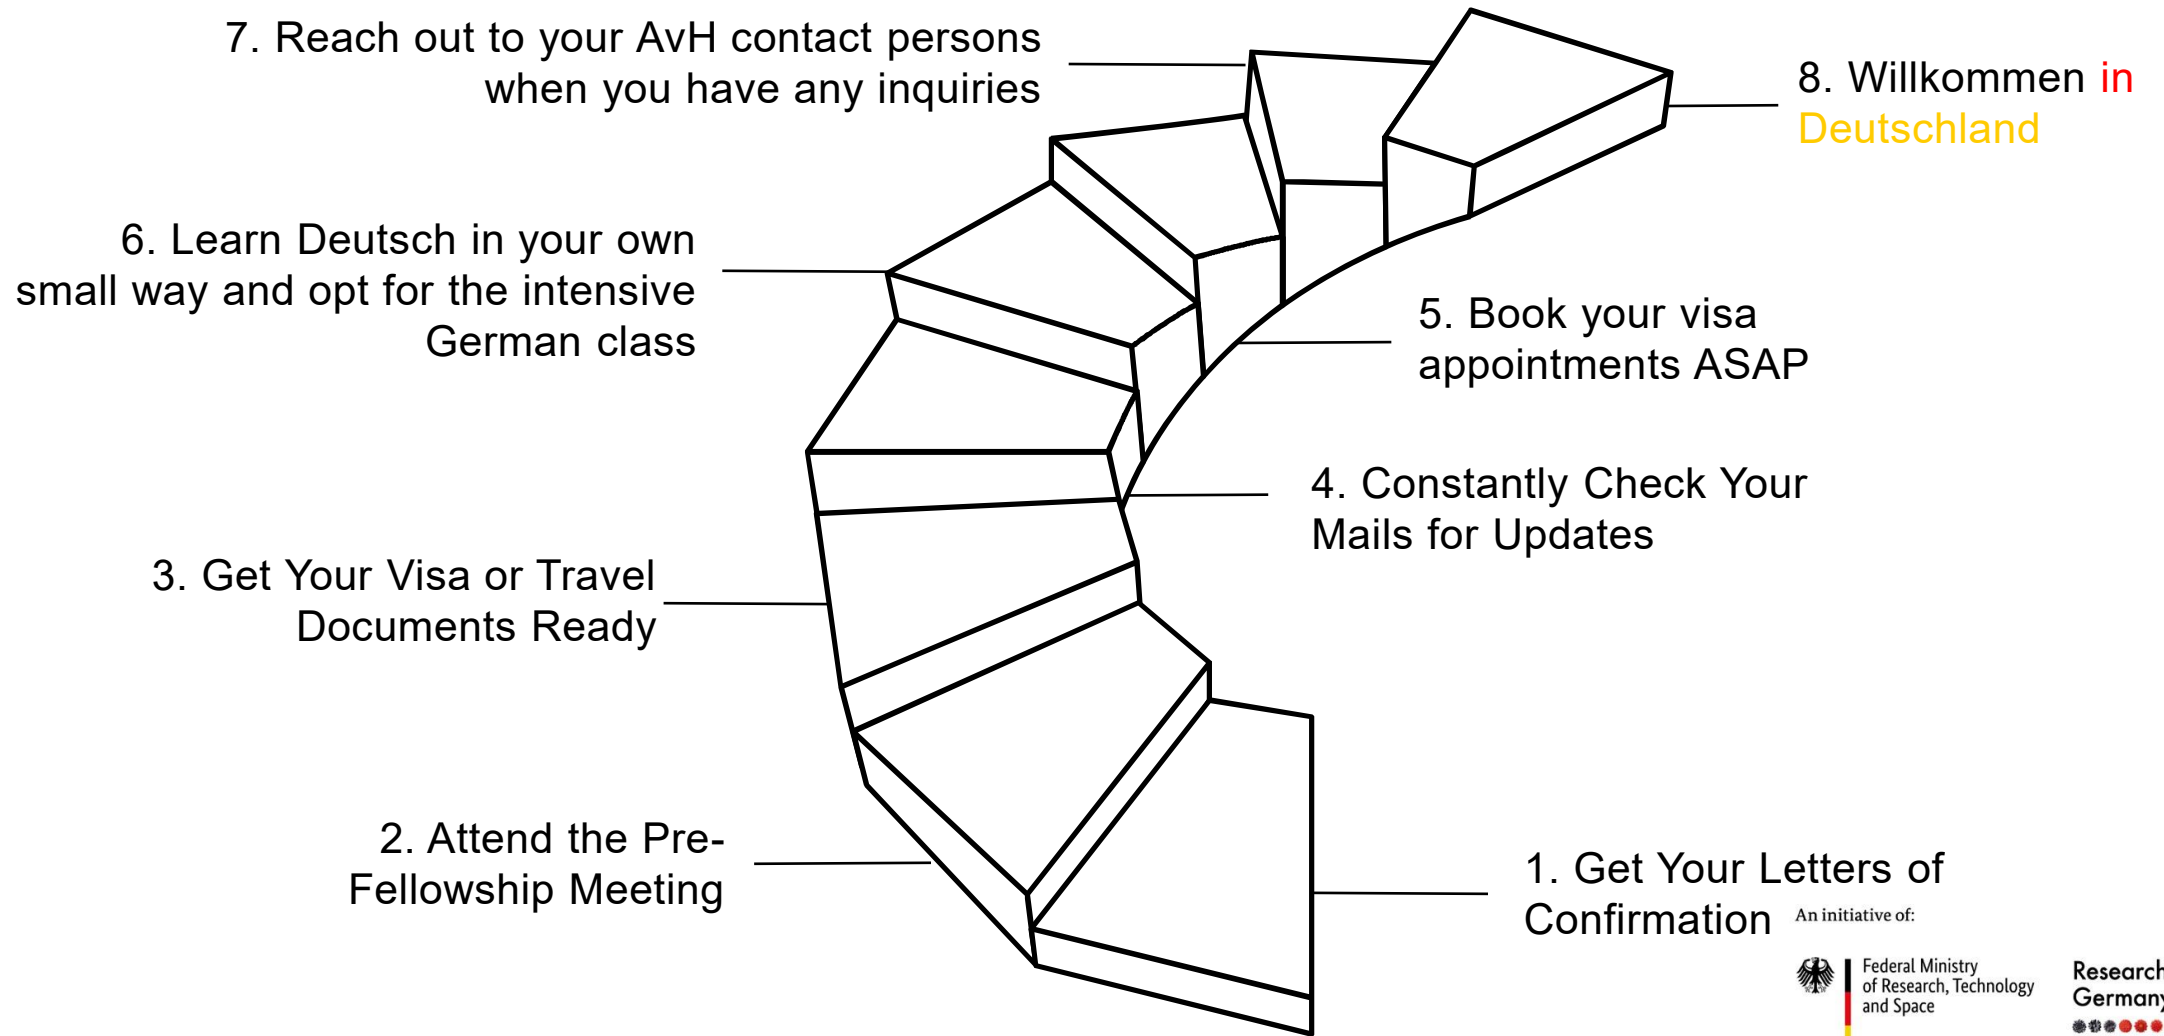 7. Reach out to your AvH contact persons
when you have any inquiries
8. Willkommen in
Deutschland
6. Learn Deutsch in your own
small way and opt for the intensive
German class
5. Book your visa
appointments ASAP
4. Constantly Check Your
Mails for Updates
3. Get Your Visa or Travel
Documents Ready
2. Attend the Pre-
Fellowship Meeting
1. Get Your Letters of
Confirmation
An initiative of:
Federal Ministry
of Research, Technology
and Space
Research
Germany